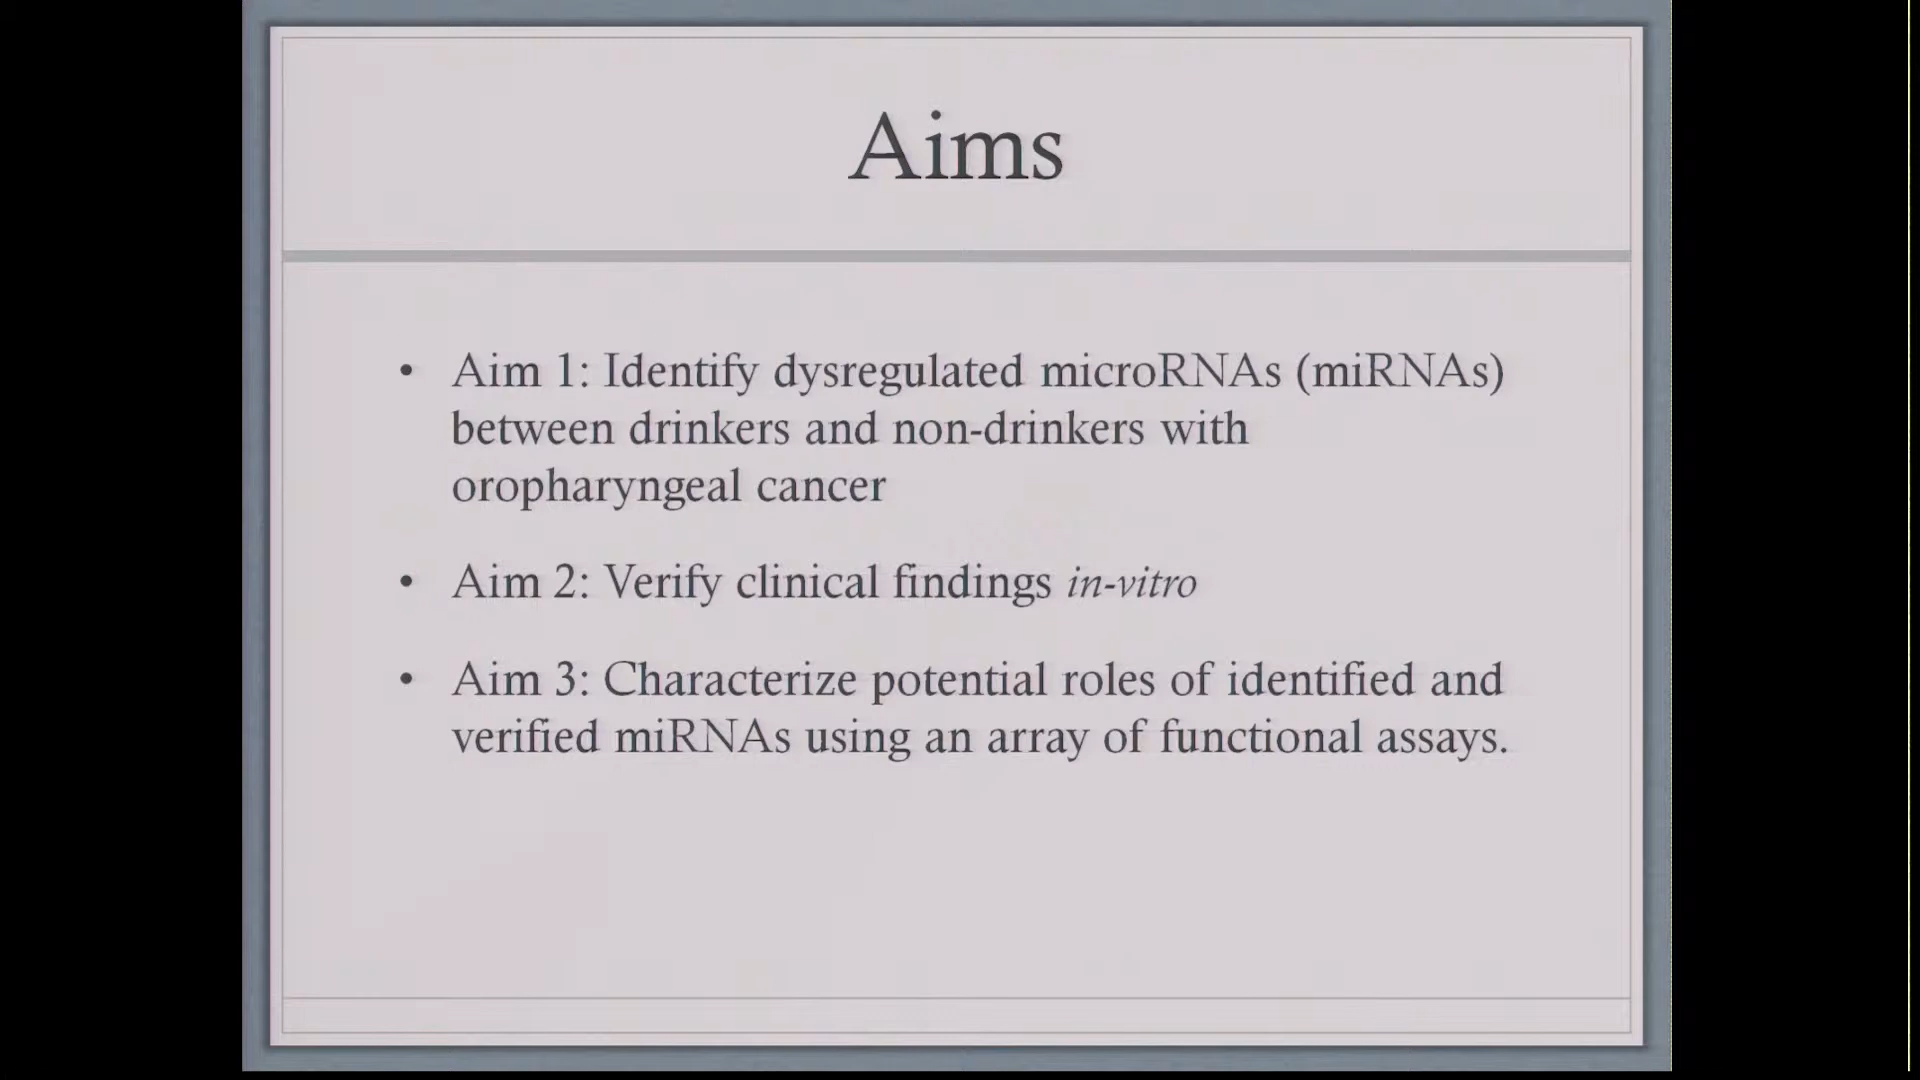 Aims
• Aim 1: Identify dysregulated microRNAs (miRNAs)
between drinkers and non-drinkers with
oropharyngeal cancer
• Aim 2: Verify clinical findings in-vitro
• Aim 3: Characterize potential roles of identified and
verified miRNAs using an array of functional assays.